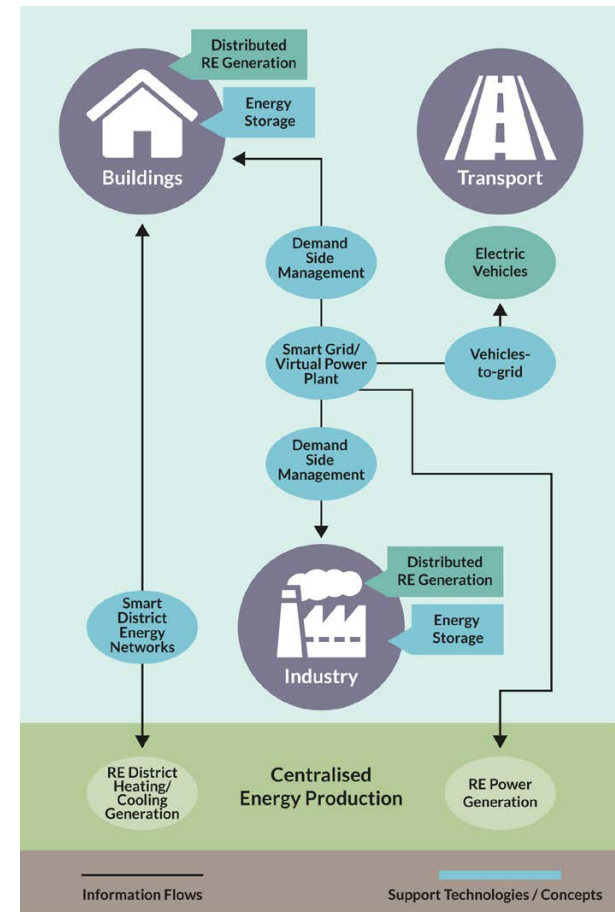 Distributed
RE Generation
Energy
Storage
Buildings
Transport
Demand
Side
Management
Electric
Vehicles
Smart Grid/
Virtual Power
Plant
Vehicles-
to-grid
Demand
Side
Management
Distributed
RE Generation
Energy
Storage
Industry
Smart
District
Energy
Networks
RE District
Heating/
Cooling
Generation
Centralised
Energy Production
RE Power
Generation
Information Flows
Support Technologies / Concepts